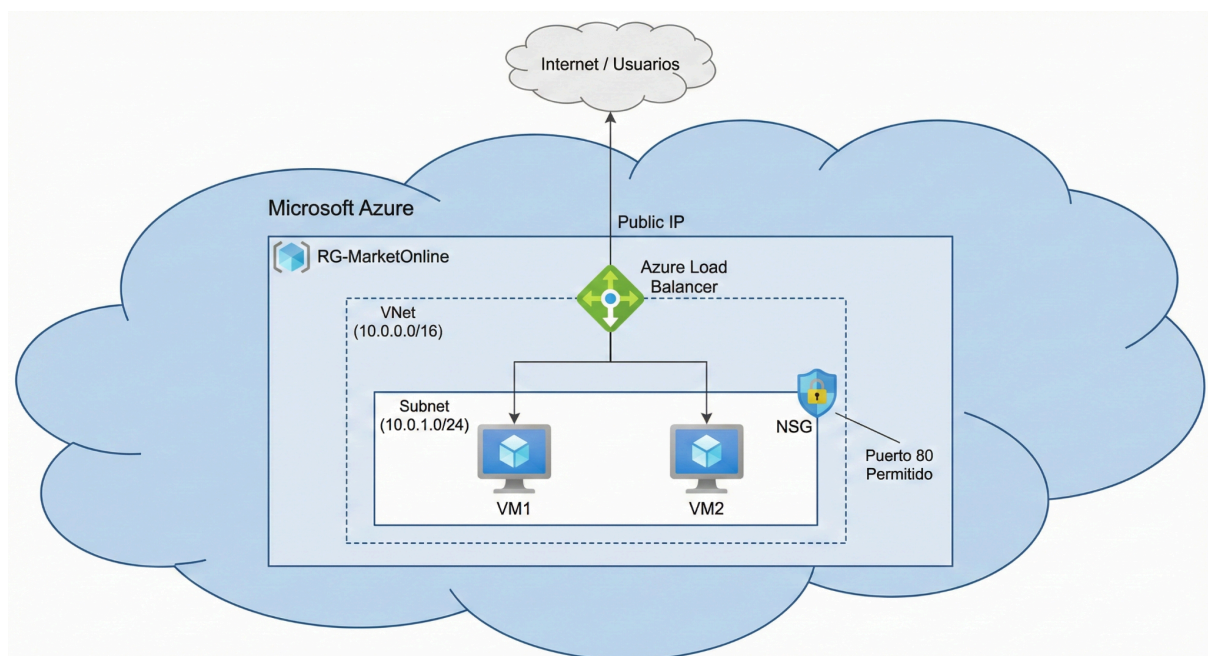 Internet / Usuarios
Microsoft Azure
Public IP
RG-MarketOnline
Azure Load
Balancer
VNet
(10.0.0.0/16)
Subnet
(10.0.1.0/24)
NSG
Puerto 80
Permitido
VM1
VM2